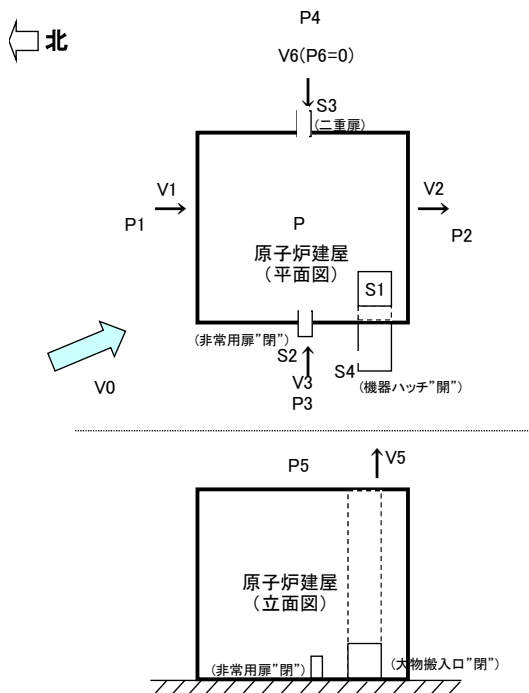 P4
北
V6(P6=0)
S3
(二重扉)
V1
V2
P1
P
P2
原子炉建屋
(平面図)
S1
(非常用扉”閉”)
S2
S4
(機器ハッチ”開”)
V0
V3
P3
P5
V5
原子炉建屋
(立面図)
(非常用扉”閉”)
(大物搬入口”閉”)